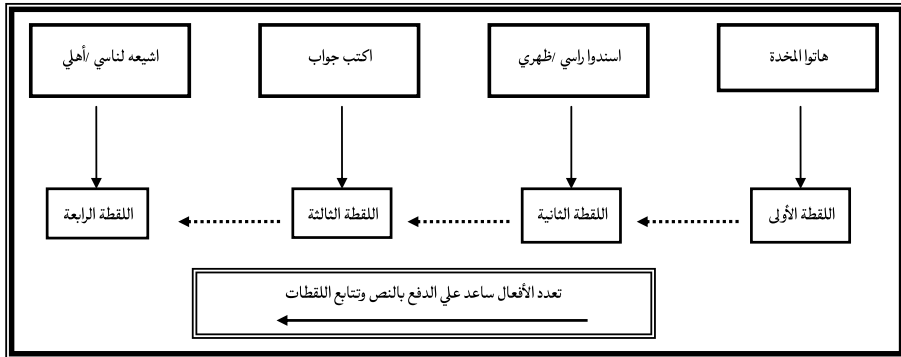 هاتوا المخدة
اسندوا راسي /ظهري
اكتب جواب
اشيعه لناسي /أهلي
اللقطة الأولى
اللقطة الثانية
اللقطة الثالثة
اللقطة الرابعة
تعدد الأفعال ساعد علي الدفع بالنص وتتابع اللقطات